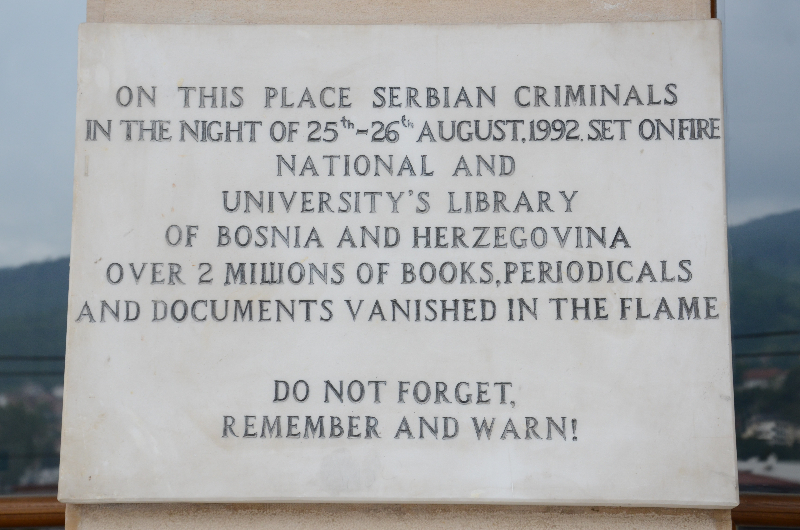 ON THIS PLACE SERBIAN CRIMINALS
IN THE NIGHT OF 25th-26th AUGUST,1992. SET ON FIRE
NATIONAL AND
UNIVERSITY'S LIBRARY
OF BOSNIA AND HERZEGOVINA
OVER 2 MILLIONS OF BOOKS,PERIODICALS
AND DOCUMENTS VANISHED IN THE FLAME
DO NOT FORGET,
REMEMBER AND WARN!